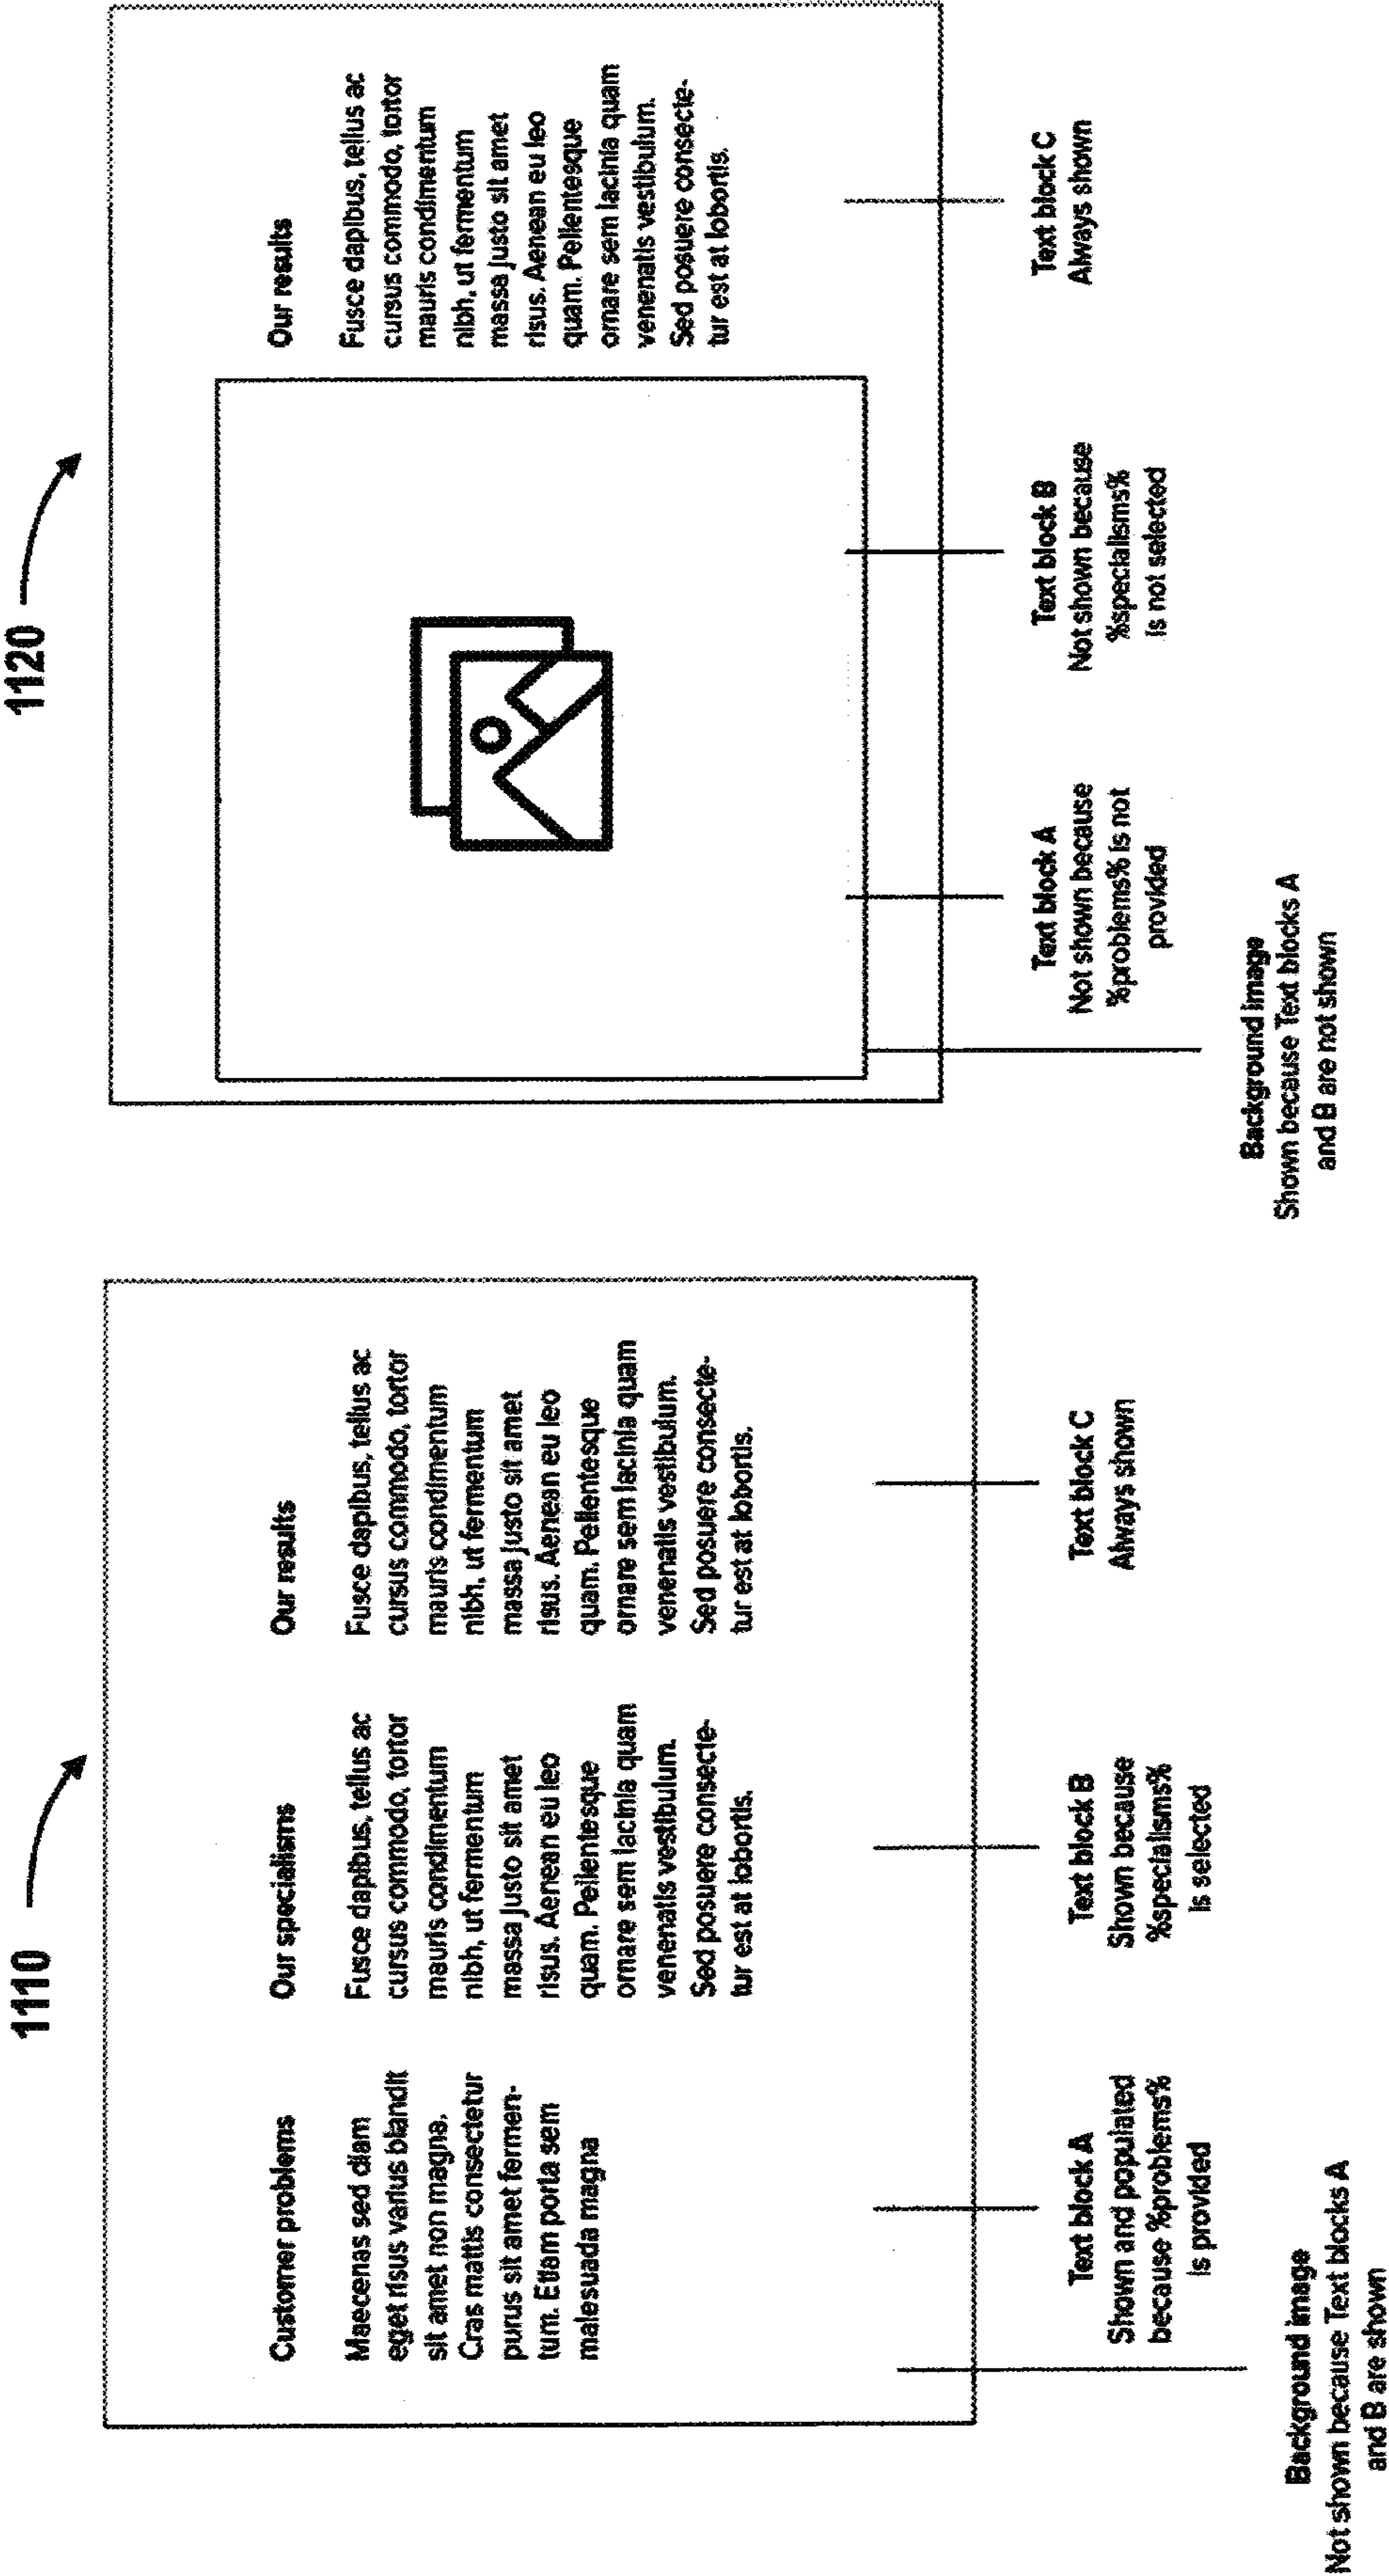 1110
Customer problems
Maecenas sed diam
eget risus varius blandit
sit amet non magna.
Cras mattis consectetur
purus sit amet fermen-
tum. Etiam porta sem
malesuada magna
Our specialisms
Fusce dapibus, tellus ac
cursus commodo, tortor
mauris condimentum
nibh, ut fermentum
massa justo sit amet
risus. Aenean eu leo
quam. Pellentesque
ornare sem lacinia quam
venenatis vestibulum.
Sed posuere consecte-
tur est at lobortis.
Our results
Fusce dapibus, tellus ac
cursus commodo, tortor
mauris condimentum
nibh, ut fermentum
massa justo sit amet
risus. Aenean eu leo
quam. Pellentesque
ornare sem lacinia quam
venenatis vestibulum.
Sed posuere consecte-
tur est at lobortis.
Text block A
Shown and populated
because %problems%
is provided
Text block B
Shown because
%specialisms%
is selected
Text block C
Always shown
Background image
Not shown because Text blocks A
and B are shown
1120
Our results
Fusce dapibus, tellus ac
cursus commodo, tortor
mauris condimentum
nibh, ut fermentum
massa justo sit amet
risus. Aenean eu leo
quam. Pellentesque
ornare sem lacinia quam
venenatis vestibulum.
Sed posuere consecte-
tur est at lobortis.
Text block A
Not shown because
%problems% is not
provided
Text block B
Not shown because
%specialisms%
is not selected
Text block C
Always shown
Background image
Shown because Text blocks A
and B are not shown